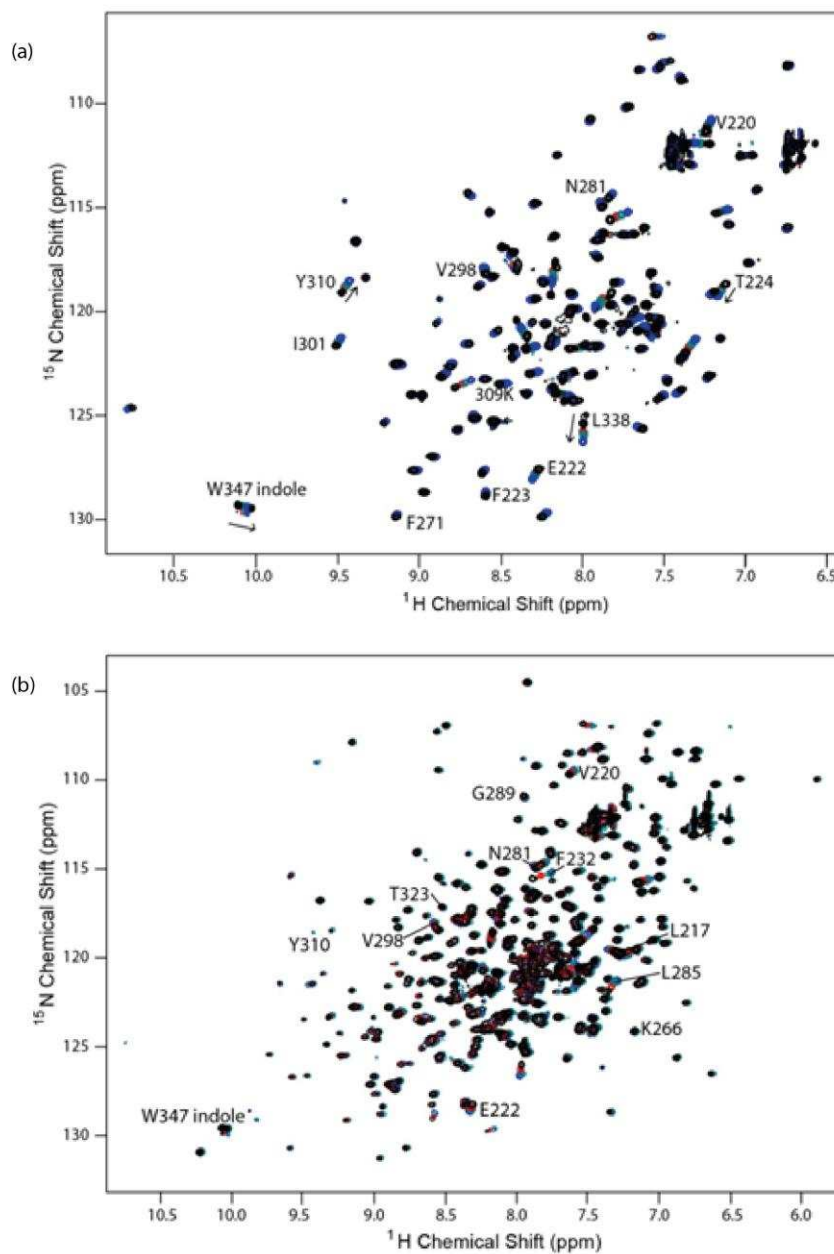 (a)
110
115
120
125
130
¹⁵N Chemical Shift (ppm)
V220
N281
Y310
V298
T224
I301
309K
L338
E222
W347 indole
F223
F271
10.5
10.0
9.5
9.0
8.5
8.0
7.5
7.0
6.5
¹H Chemical Shift (ppm)
(b)
105
110
115
120
125
130
¹⁵N Chemical Shift (ppm)
V220
G289
N281
F232
T323
V298
Y310
L217
L285
K266
W347 indole
E222
10.5
10.0
9.5
9.0
8.5
8.0
7.5
7.0
6.5
6.0
¹H Chemical Shift (ppm)